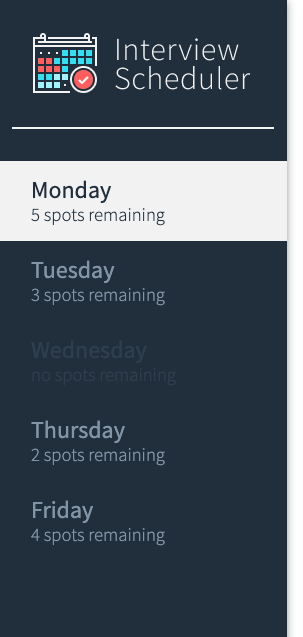 Interview
Scheduler
Monday
5 spots remaining
Tuesday
3 spots remaining
Wednesday
no spots remaining
Thursday
2 spots remaining
Friday
4 spots remaining